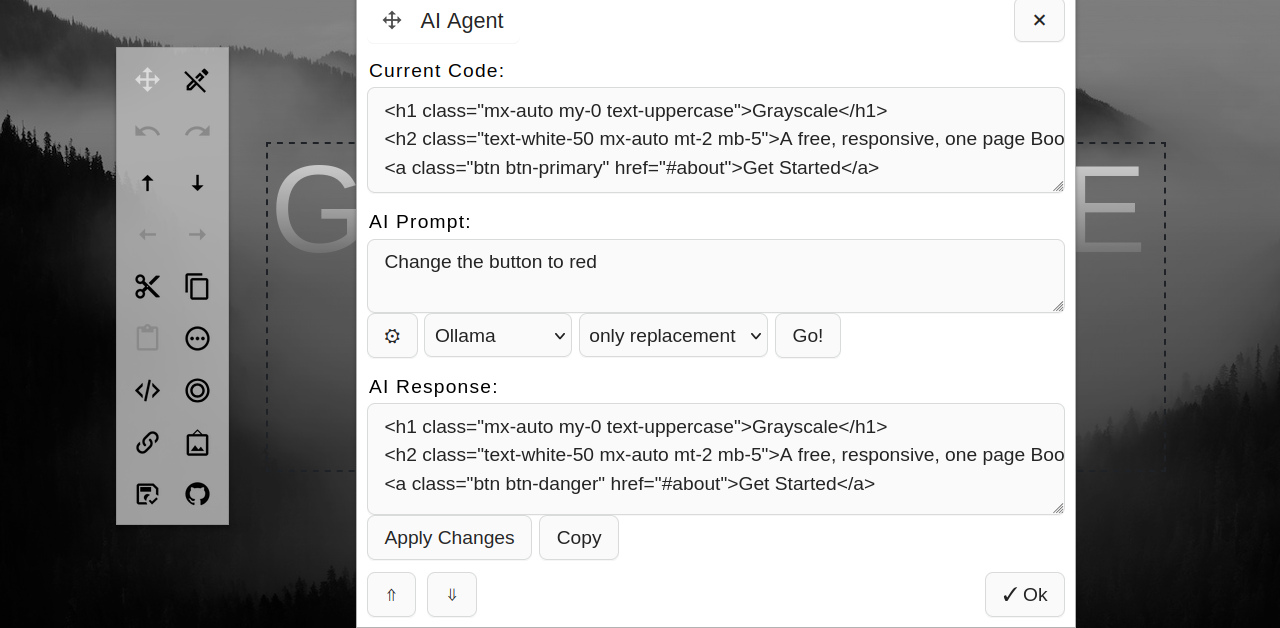 AI Agent
Current Code:
<h1 class="mx-auto my-0 text-uppercase">Grayscale</h1>
<h2 class="text-white-50 mx-auto mt-2 mb-5">A free, responsive, one page Boo
<a class="btn btn-primary" href="#about">Get Started</a>
G
E
AI Prompt:
Change the button to red
Ollama
only replacement
Go!
AI Response:
<h1 class="mx-auto my-0 text-uppercase">Grayscale</h1>
<h2 class="text-white-50 mx-auto mt-2 mb-5">A free, responsive, one page Boo
<a class="btn btn-danger" href="#about">Get Started</a>
Apply Changes
Copy
✓ Ok